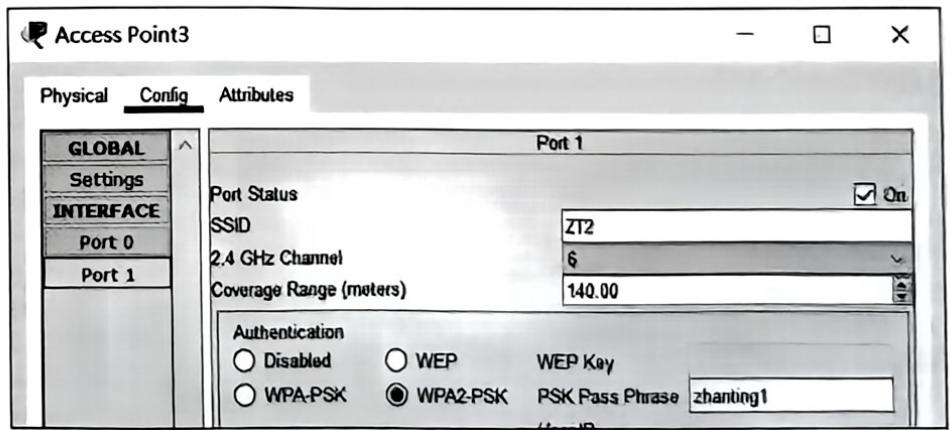 Access Point3
Physical Config Attributes
GLOBAL
Settings
INTERFACE
Port 0
Port 1
Port 1
Port Status On
SSID ZT2
2.4 GHz Channel 6
Coverage Range (meters) 140.00
Authentication
Disabled WEP WEP Key
WPA-PSK WPA2-PSK PSK Pass Phrase zhanting1